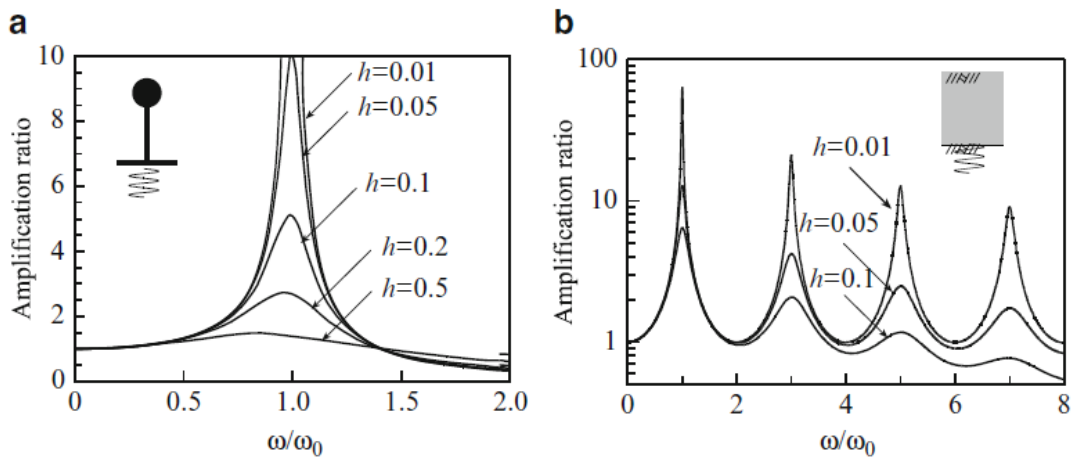 a
10
8
6
4
2
0
Amplification ratio
h=0.01
h=0.05
h=0.1
h=0.2
h=0.5
0
0.5
1.0
1.5
2.0
ω/ω0
b
100
10
1
Amplification ratio
h=0.01
h=0.05
h=0.1
0
2
4
6
8
ω/ω0